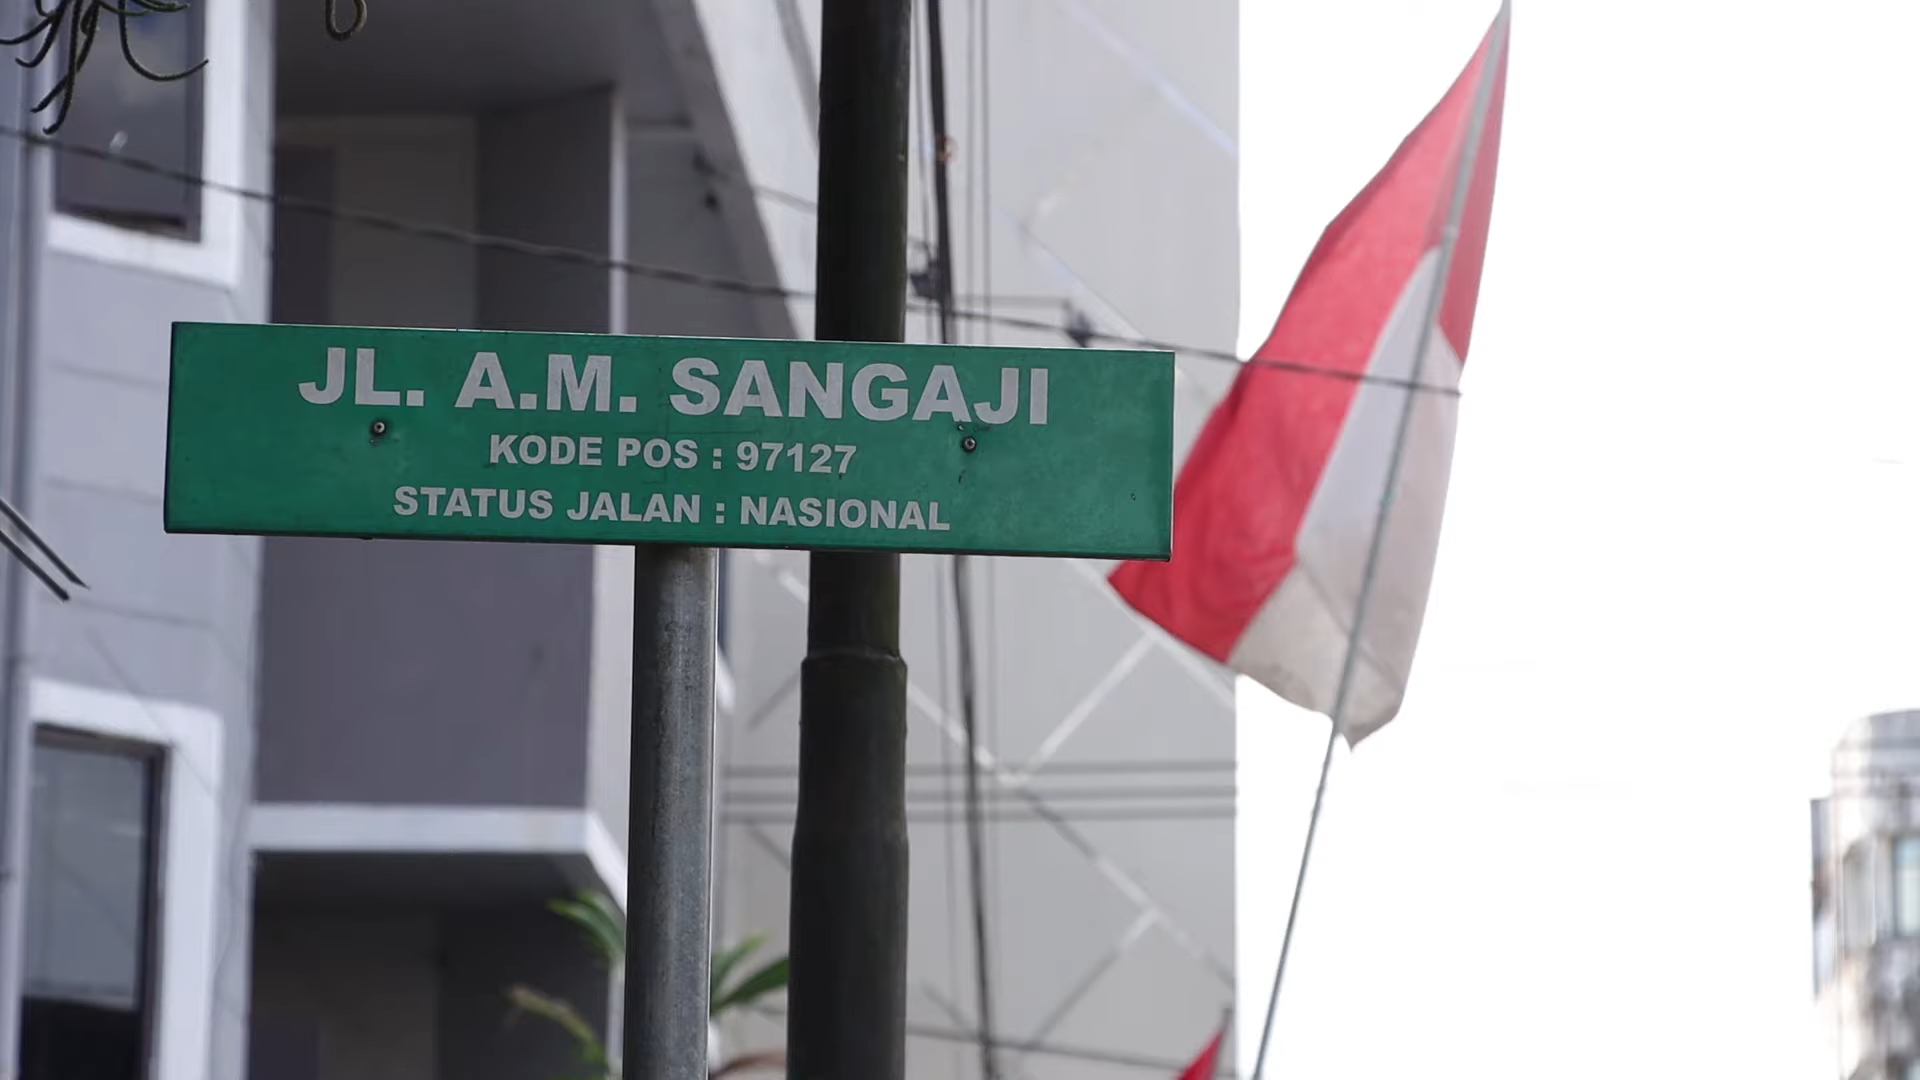 JL. A.M. SANGAJI
KODE POS : 97127
STATUS JALAN : NASIONAL